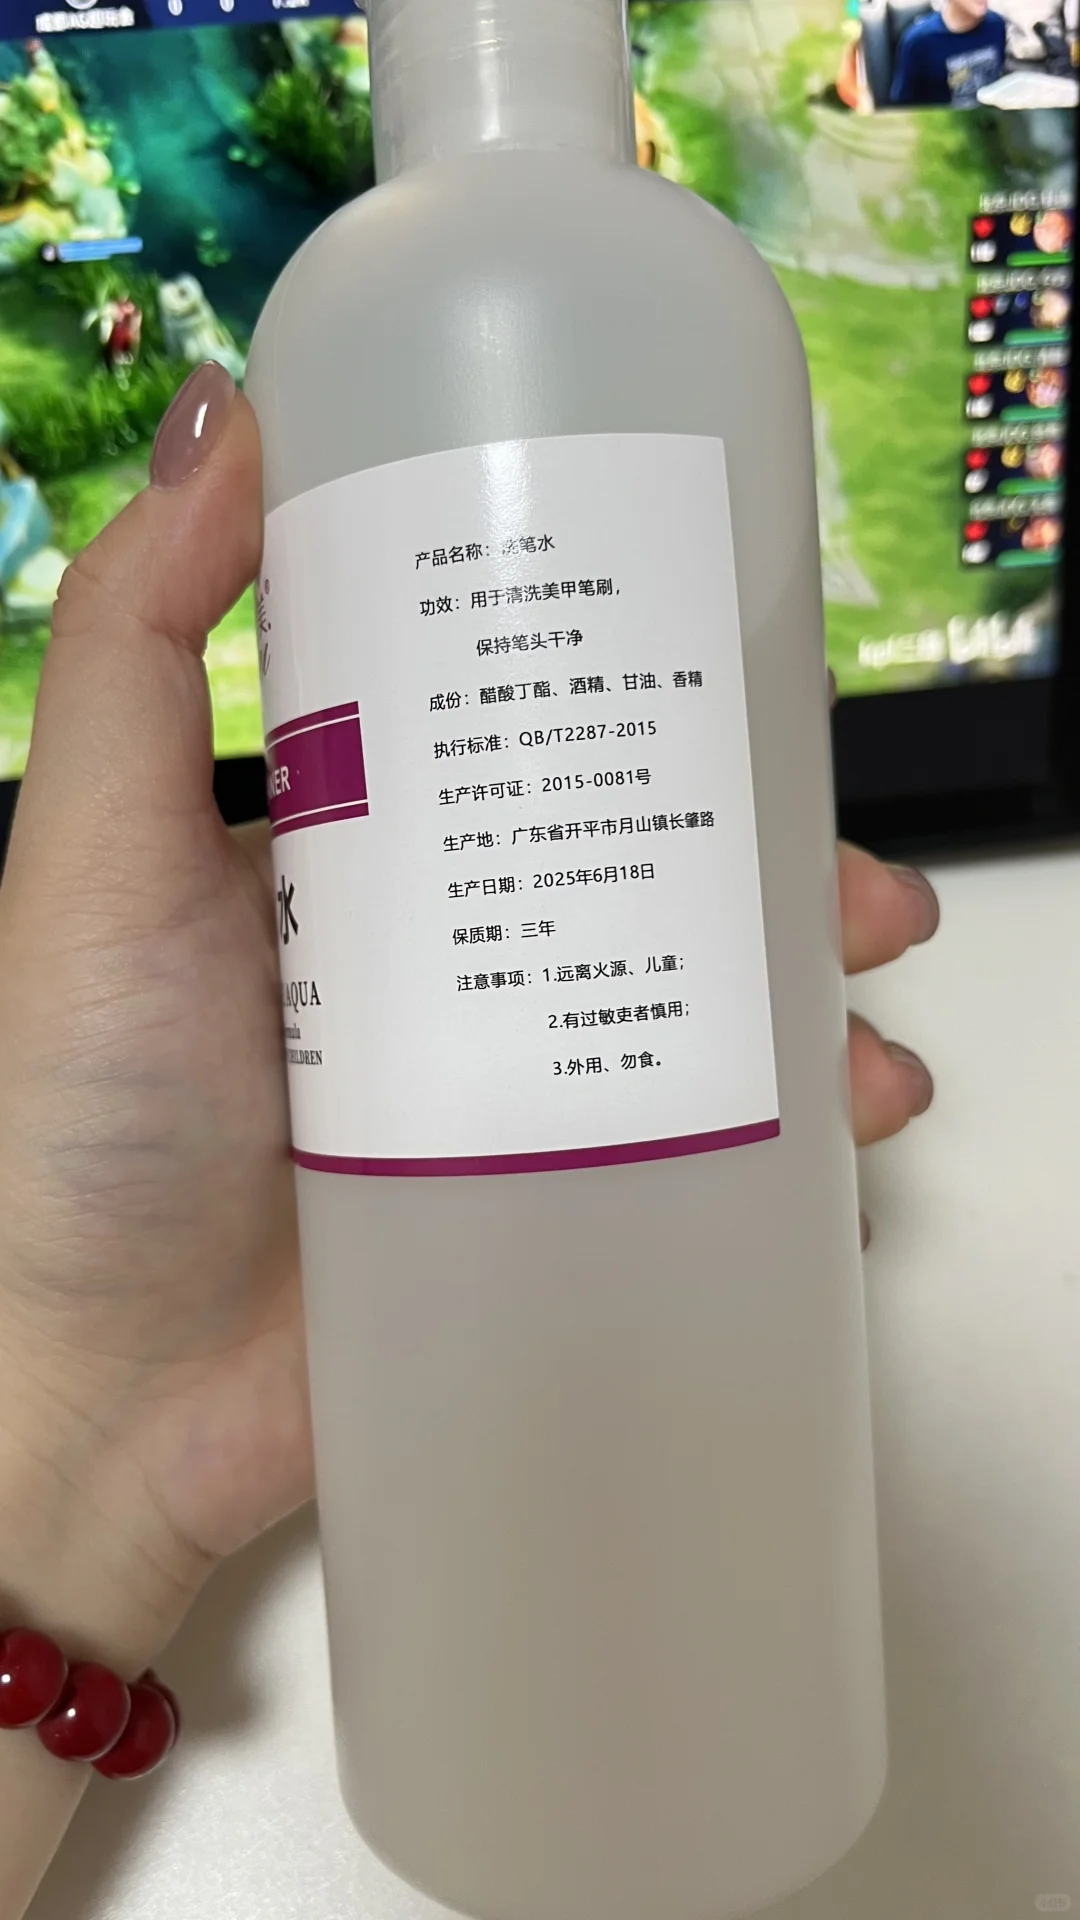 产品名称：洗笔水
功效：用于清洗美甲笔刷，
保持笔头干净
成份：醋酸丁酯、酒精、甘油、香精
执行标准：QB/T2287-2015
生产许可证：2015-0081号
生产地：广东省开平市月山镇长肇路
生产日期：2025年6月18日
保质期：三年
注意事项：1.远离火源、儿童；
2.有过敏吏者慎用；
3.外用、勿食。
NER
水
AQUA
CHILDREN